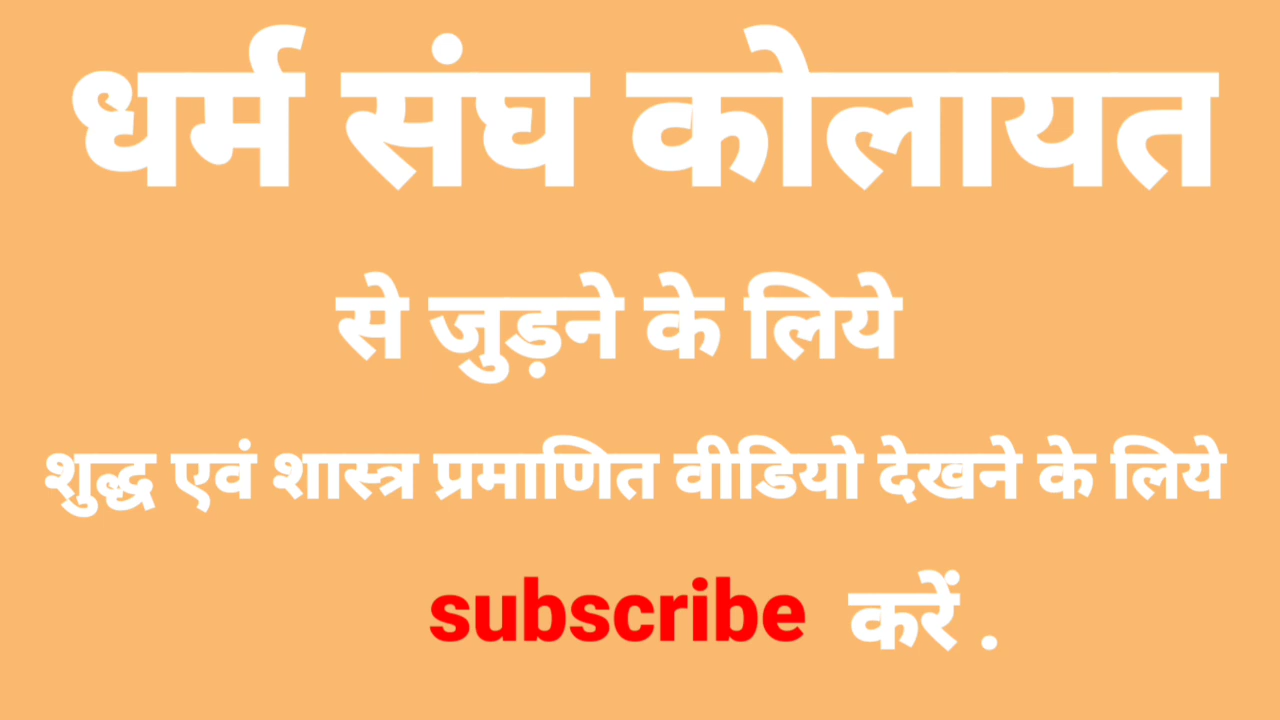 धर्म संघ कोलायत
से जुड़ने के लिये
शुद्ध एवं शास्त्र प्रमाणित वीडियो देखने के लिये
subscribe करें .